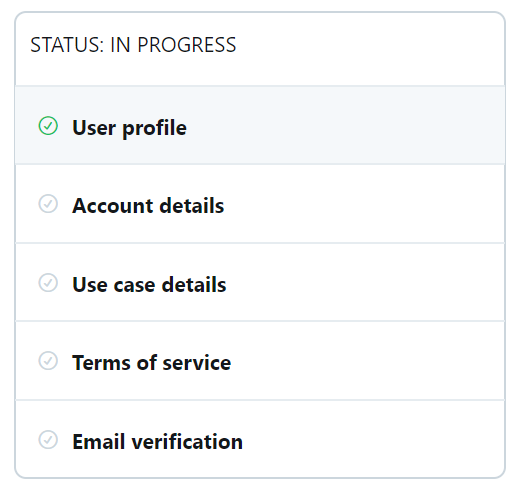 STATUS: IN PROGRESS
User profile
Account details
Use case details
Terms of service
Email verification